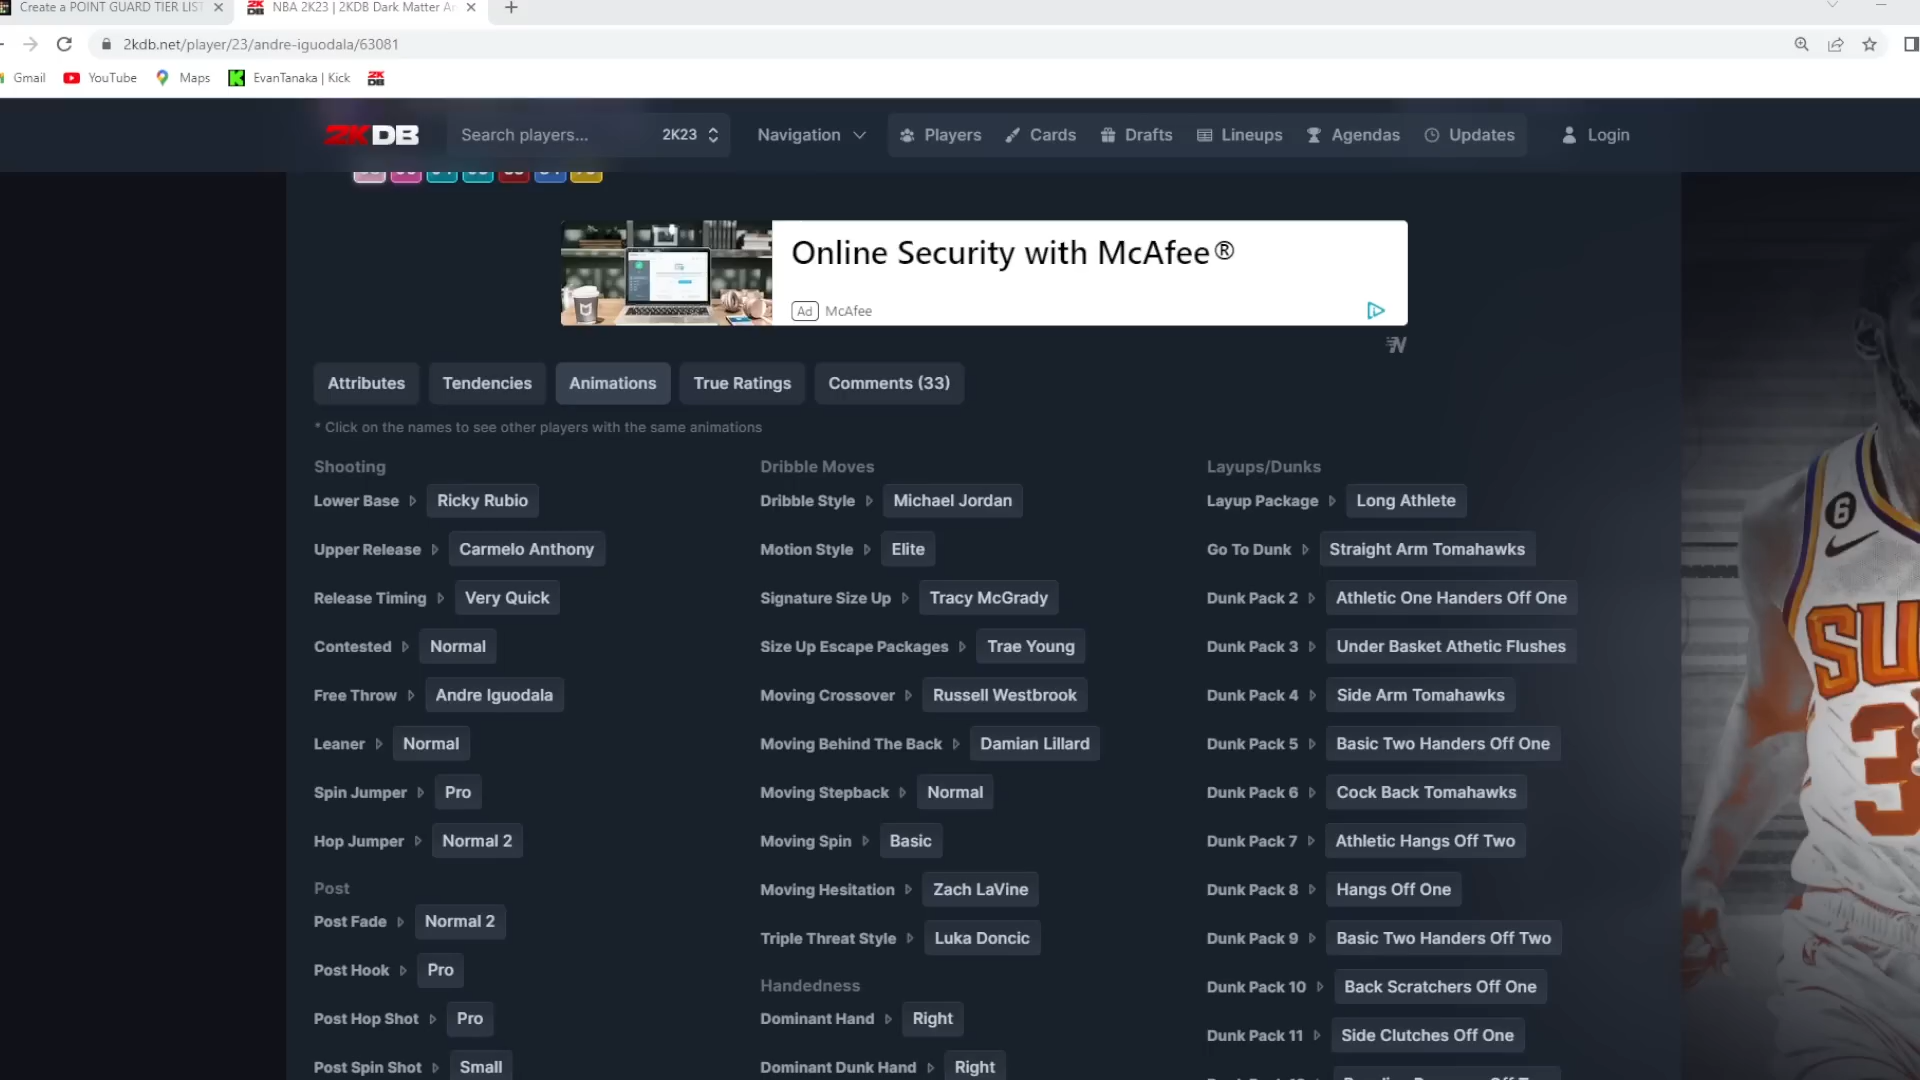 Create a POINT GUARD TIER LIST
NBA 2K23 | 2KDB Dark Matter An
2kdb.net/player/23/andre-iguodala/63081
Gmail YouTube Maps EvanTanaka | Kick 2K DB
2KDB Search players... 2K23 Navigation Players Cards Drafts Lineups Agendas Updates Login
Online Security with McAfee®
Ad McAfee
Attributes Tendencies Animations True Ratings Comments (33)
* Click on the names to see other players with the same animations
Shooting
Lower Base Ricky Rubio
Upper Release Carmelo Anthony
Release Timing Very Quick
Contested Normal
Free Throw Andre Iguodala
Leaner Normal
Spin Jumper Pro
Hop Jumper Normal 2
Post
Post Fade Normal 2
Post Hook Pro
Post Hop Shot Pro
Post Spin Shot Small
Dribble Moves
Dribble Style Michael Jordan
Motion Style Elite
Signature Size Up Tracy McGrady
Size Up Escape Packages Trae Young
Moving Crossover Russell Westbrook
Moving Behind The Back Damian Lillard
Moving Stepback Normal
Moving Spin Basic
Moving Hesitation Zach LaVine
Triple Threat Style Luka Doncic
Handedness
Dominant Hand Right
Dominant Dunk Hand Right
Layups/Dunks
Layup Package Long Athlete
Go To Dunk Straight Arm Tomahawks
Dunk Pack 2 Athletic One Handers Off One
Dunk Pack 3 Under Basket Athetic Flushes
Dunk Pack 4 Side Arm Tomahawks
Dunk Pack 5 Basic Two Handers Off One
Dunk Pack 6 Cock Back Tomahawks
Dunk Pack 7 Athletic Hangs Off Two
Dunk Pack 8 Hangs Off One
Dunk Pack 9 Basic Two Handers Off Two
Dunk Pack 10 Back Scratchers Off One
Dunk Pack 11 Side Clutches Off One
6
SU
3